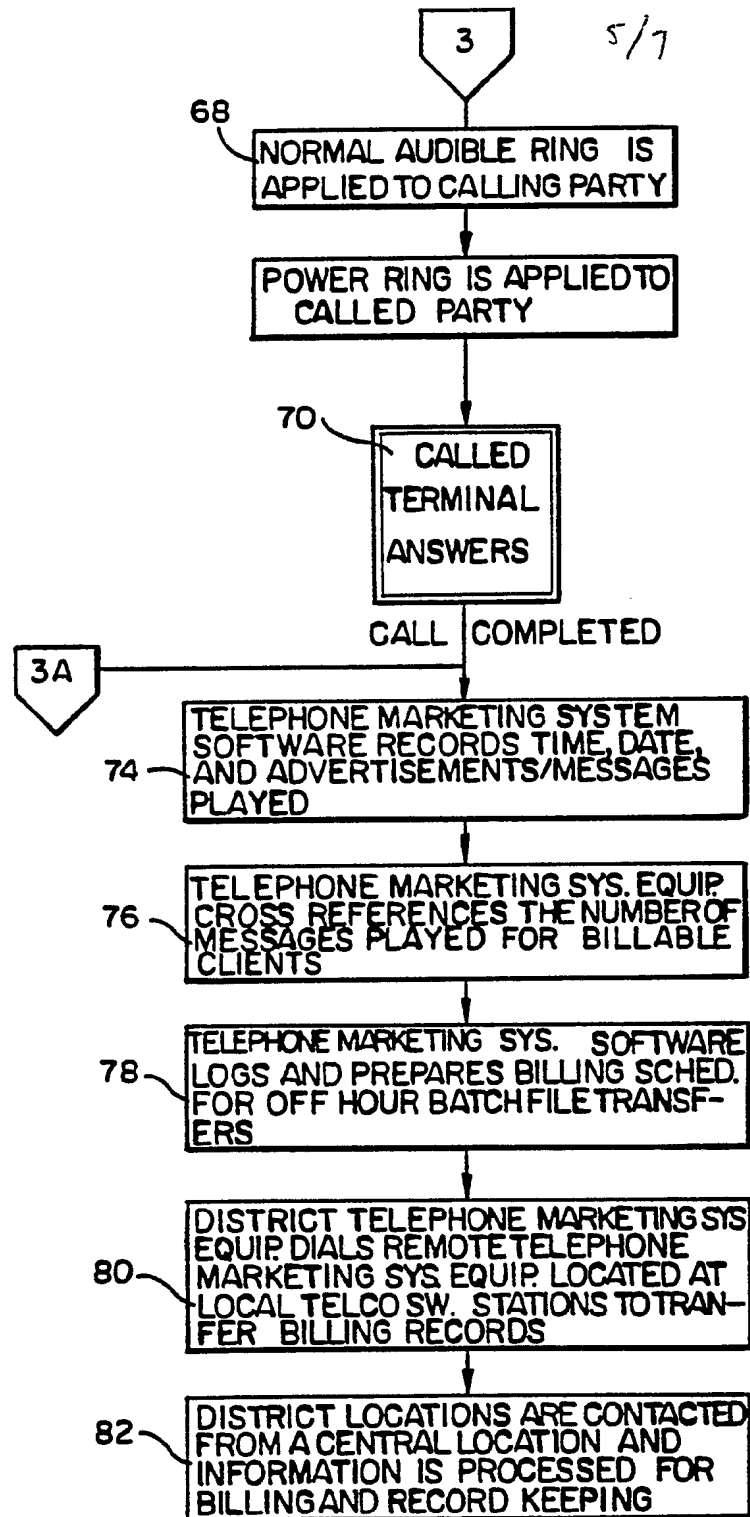 3
5/7
68
NORMAL AUDIBLE RING IS
APPLIED TO CALLING PARTY
POWER RING IS APPLIED TO
CALLED PARTY
70
CALLED
TERMINAL
ANSWERS
CALL COMPLETED
3A
74
TELEPHONE MARKETING SYSTEM
SOFTWARE RECORDS TIME, DATE,
AND ADVERTISEMENTS/MESSAGES
PLAYED
76
TELEPHONE MARKETING SYS. EQUIP.
CROSS REFERENCES THE NUMBER OF
MESSAGES PLAYED FOR BILLABLE
CLIENTS
78
TELEPHONE MARKETING SYS. SOFTWARE
LOGS AND PREPARES BILLING SCHED.
FOR OFF HOUR BATCH FILE TRANSF-
ERS
80
DISTRICT TELEPHONE MARKETING SYS
EQUIP. DIALS REMOTE TELEPHONE
MARKETING SYS. EQUIP. LOCATED AT
LOCAL TELCO SW. STATIONS TO TRAN-
FER BILLING RECORDS
82
DISTRICT LOCATIONS ARE CONTACTED
FROM A CENTRAL LOCATION AND
INFORMATION IS PROCESSED FOR
BILLING AND RECORD KEEPING